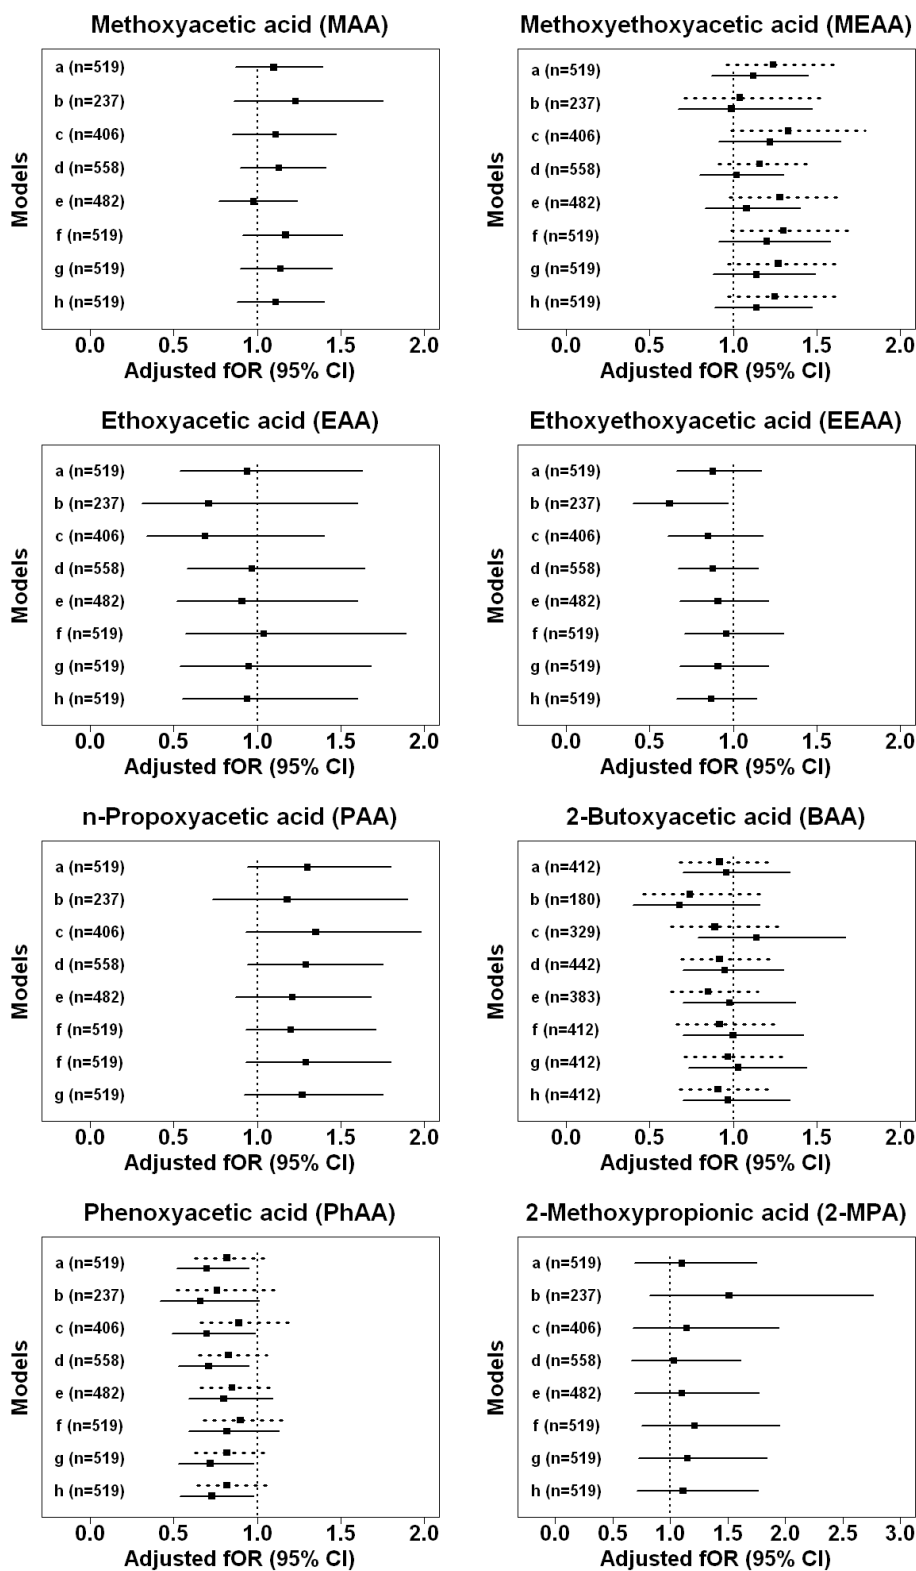 Methoxyacetic acid (MAA)
Models
a (n=519)
b (n=237)
c (n=406)
d (n=558)
e (n=482)
f (n=519)
g (n=519)
h (n=519)
0.0 0.5 1.0 1.5 2.0
Adjusted fOR (95% CI)
Methoxyethoxyacetic acid (MEAA)
Models
a (n=519)
b (n=237)
c (n=406)
d (n=558)
e (n=482)
f (n=519)
g (n=519)
h (n=519)
0.0 0.5 1.0 1.5 2.0
Adjusted fOR (95% CI)
Ethoxyacetic acid (EAA)
Models
a (n=519)
b (n=237)
c (n=406)
d (n=558)
e (n=482)
f (n=519)
g (n=519)
h (n=519)
0.0 0.5 1.0 1.5 2.0
Adjusted fOR (95% CI)
Ethoxyethoxyacetic acid (EEAA)
Models
a (n=519)
b (n=237)
c (n=406)
d (n=558)
e (n=482)
f (n=519)
g (n=519)
h (n=519)
0.0 0.5 1.0 1.5 2.0
Adjusted fOR (95% CI)
n-Propoxyacetic acid (PAA)
Models
a (n=519)
b (n=237)
c (n=406)
d (n=558)
e (n=482)
f (n=519)
f (n=519)
g (n=519)
0.0 0.5 1.0 1.5 2.0
Adjusted fOR (95% CI)
2-Butoxyacetic acid (BAA)
Models
a (n=412)
b (n=180)
c (n=329)
d (n=442)
e (n=383)
f (n=412)
g (n=412)
h (n=412)
0.0 0.5 1.0 1.5 2.0
Adjusted fOR (95% CI)
Phenoxyacetic acid (PhAA)
Models
a (n=519)
b (n=237)
c (n=406)
d (n=558)
e (n=482)
f (n=519)
g (n=519)
h (n=519)
0.0 0.5 1.0 1.5 2.0
Adjusted fOR (95% CI)
2-Methoxypropionic acid (2-MPA)
Models
a (n=519)
b (n=237)
c (n=406)
d (n=558)
e (n=482)
f (n=519)
g (n=519)
h (n=519)
0.0 0.5 1.0 1.5 2.0 2.5 3.0
Adjusted fOR (95% CI)